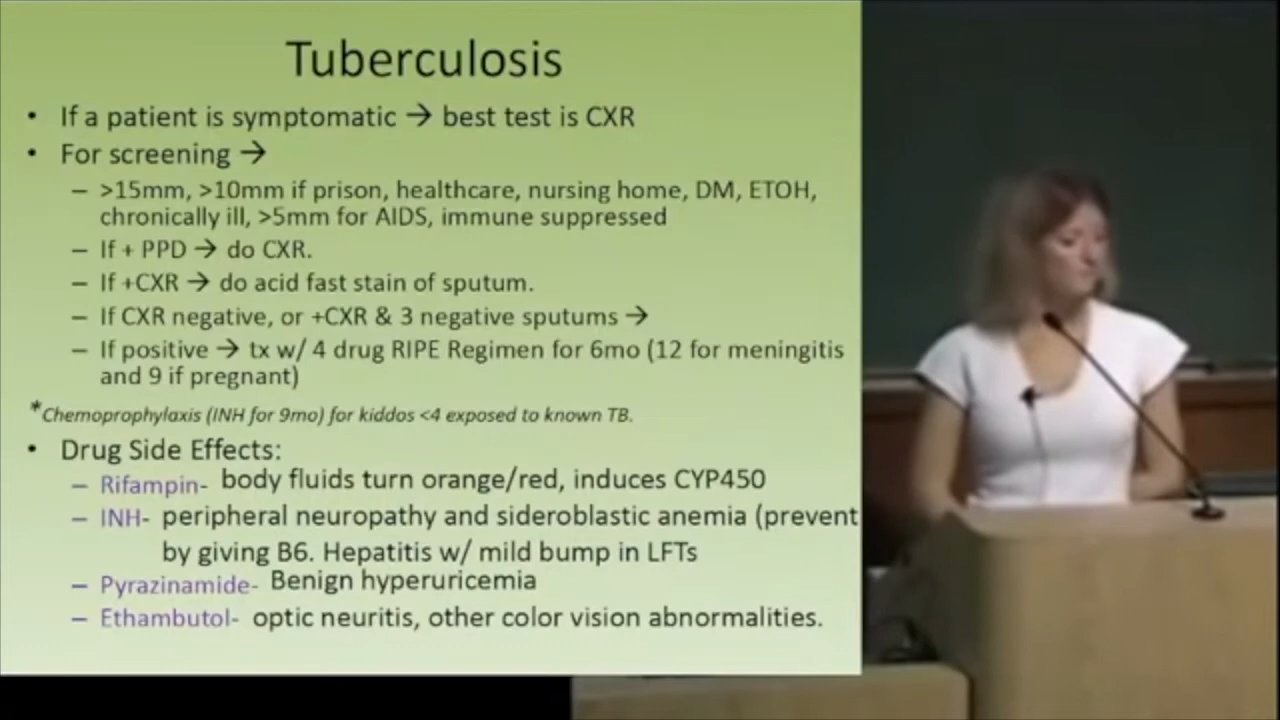 Tuberculosis
• If a patient is symptomatic → best test is CXR
• For screening →
– >15mm, >10mm if prison, healthcare, nursing home, DM, ETOH,
chronically ill, >5mm for AIDS, immune suppressed
– If + PPD → do CXR.
– If +CXR → do acid fast stain of sputum.
– If CXR negative, or +CXR & 3 negative sputums →
– If positive → tx w/ 4 drug RIPE Regimen for 6mo (12 for meningitis
and 9 if pregnant)
*Chemoprophylaxis (INH for 9mo) for kiddos <4 exposed to known TB.
• Drug Side Effects:
– Rifampin- body fluids turn orange/red, induces CYP450
– INH- peripheral neuropathy and sideroblastic anemia (prevent
by giving B6. Hepatitis w/ mild bump in LFTs
– Pyrazinamide- Benign hyperuricemia
– Ethambutol- optic neuritis, other color vision abnormalities.